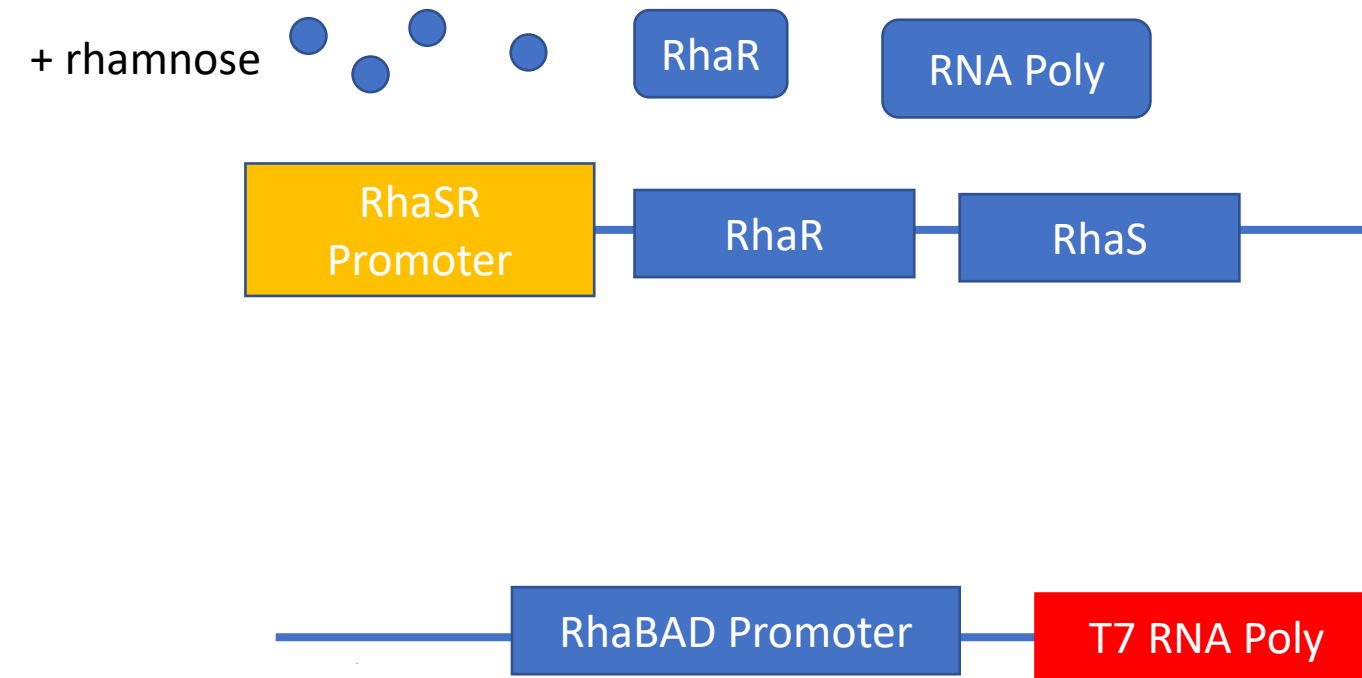 + rhamnose
RhaR
RNA Poly
RhaSR
Promoter
RhaR
RhaS
RhaBAD Promoter
T7 RNA Poly